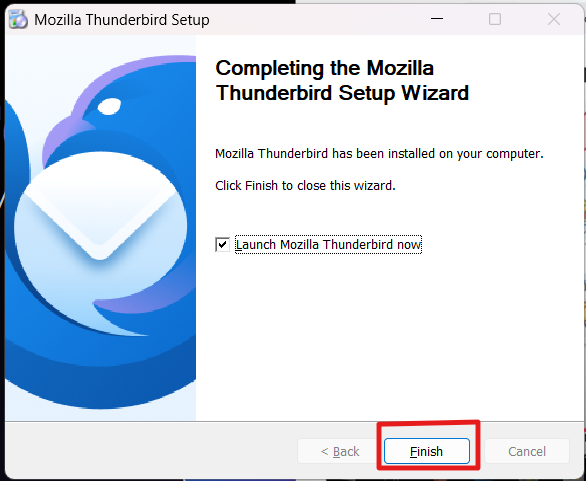 Mozilla Thunderbird Setup
Completing the Mozilla
Thunderbird Setup Wizard
Mozilla Thunderbird has been installed on your computer.
Click Finish to close this wizard.
Launch Mozilla Thunderbird now
< Back
Finish
Cancel